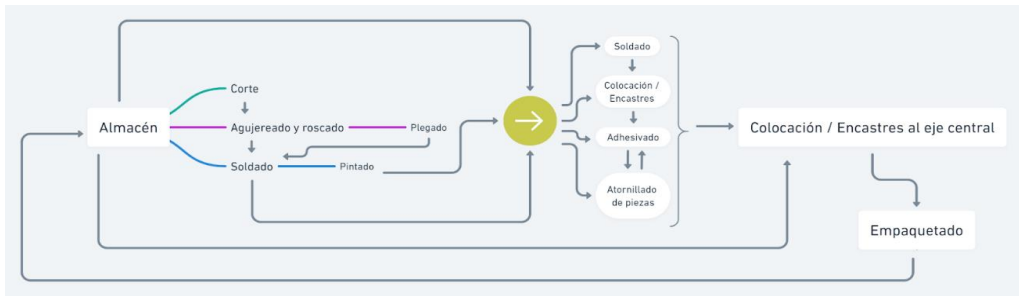 Almacén
Corte
Agujereado y roscado
Plegado
Soldado
Pintado
Soldado
Colocación /
Encastres
Adhesivado
Atornillado
de piezas
Colocación / Encastres al eje central
Empaquetado